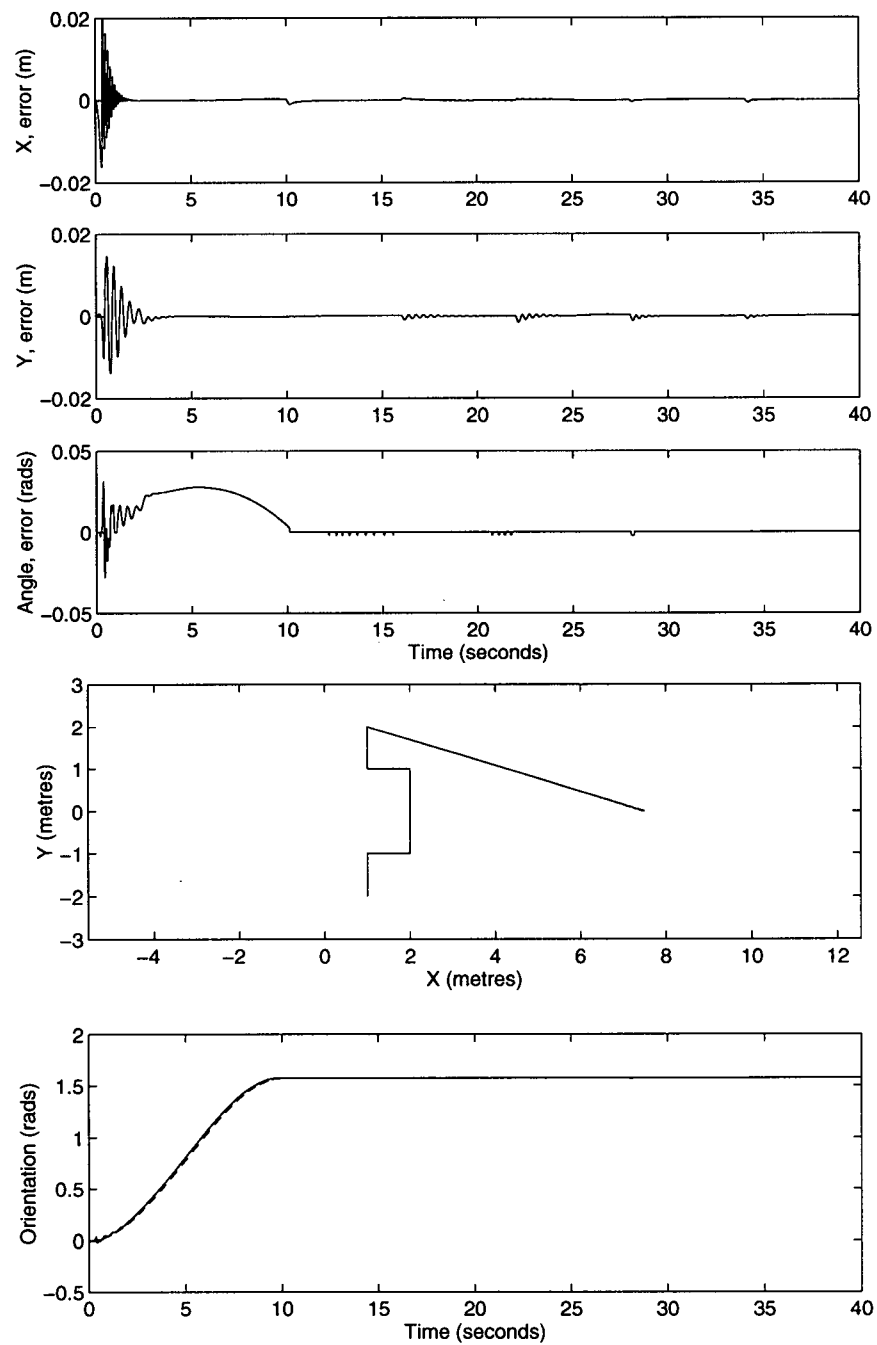 X, error (m)
0.02
0
−0.02
0 5 10 15 20 25 30 35 40
Y, error (m)
0.02
0
−0.02
0 5 10 15 20 25 30 35 40
Angle, error (rads)
0.05
0
−0.05
0 5 10 15 20 25 30 35 40
Time (seconds)
Y (metres)
3
2
1
0
−1
−2
−3
−4 −2 0 2 4 6 8 10 12
X (metres)
Orientation (rads)
2
1.5
1
0.5
0
−0.5
0 5 10 15 20 25 30 35 40
Time (seconds)